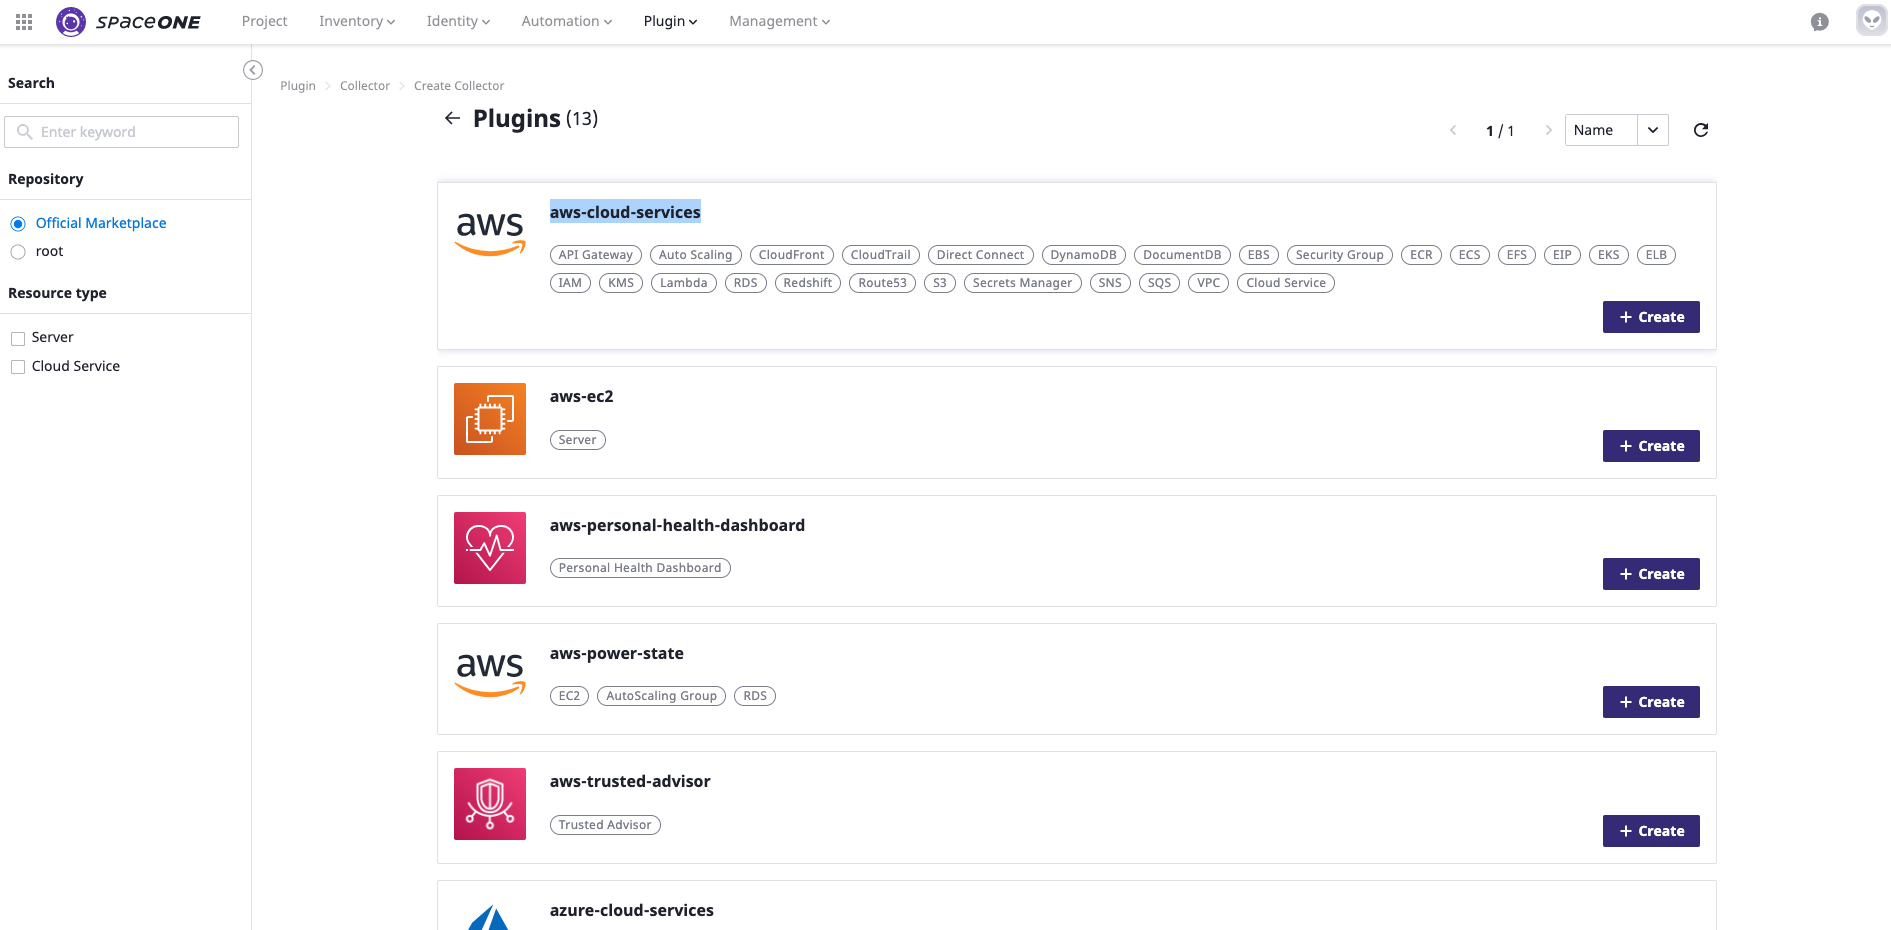 SPACEONE Project Inventory Identity Automation Plugin Management
Search
Enter keyword
Repository
Official Marketplace
root
Resource type
Server
Cloud Service
Plugin Collector Create Collector
Plugins (13)
1 / 1 Name
aws
aws-cloud-services
API Gateway Auto Scaling CloudFront CloudTrail Direct Connect DynamoDB DocumentDB EBS Security Group ECR ECS EFS EIP EKS ELB
IAM KMS Lambda RDS Redshift Route53 S3 Secrets Manager SNS SQS VPC Cloud Service
+ Create
aws-ec2
Server
+ Create
aws-personal-health-dashboard
Personal Health Dashboard
+ Create
aws
aws-power-state
EC2 AutoScaling Group RDS
+ Create
aws-trusted-advisor
Trusted Advisor
+ Create
azure-cloud-services